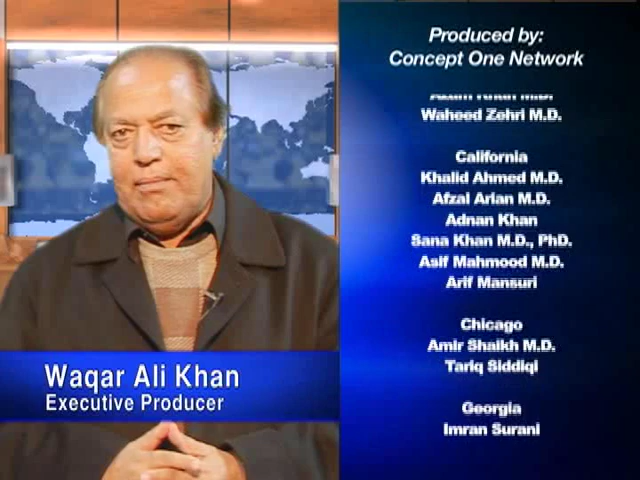 Produced by:
Concept One Network
Waheed Zehri M.D.
California
Khalid Ahmed M.D.
Afzal Arlan M.D.
Adnan Khan
Sana Khan M.D., PhD.
Asif Mahmood M.D.
Arif Mansuri
Chicago
Amir Shaikh M.D.
Tariq Siddiqi
Georgia
Imran Surani
Waqar Ali Khan
Executive Producer